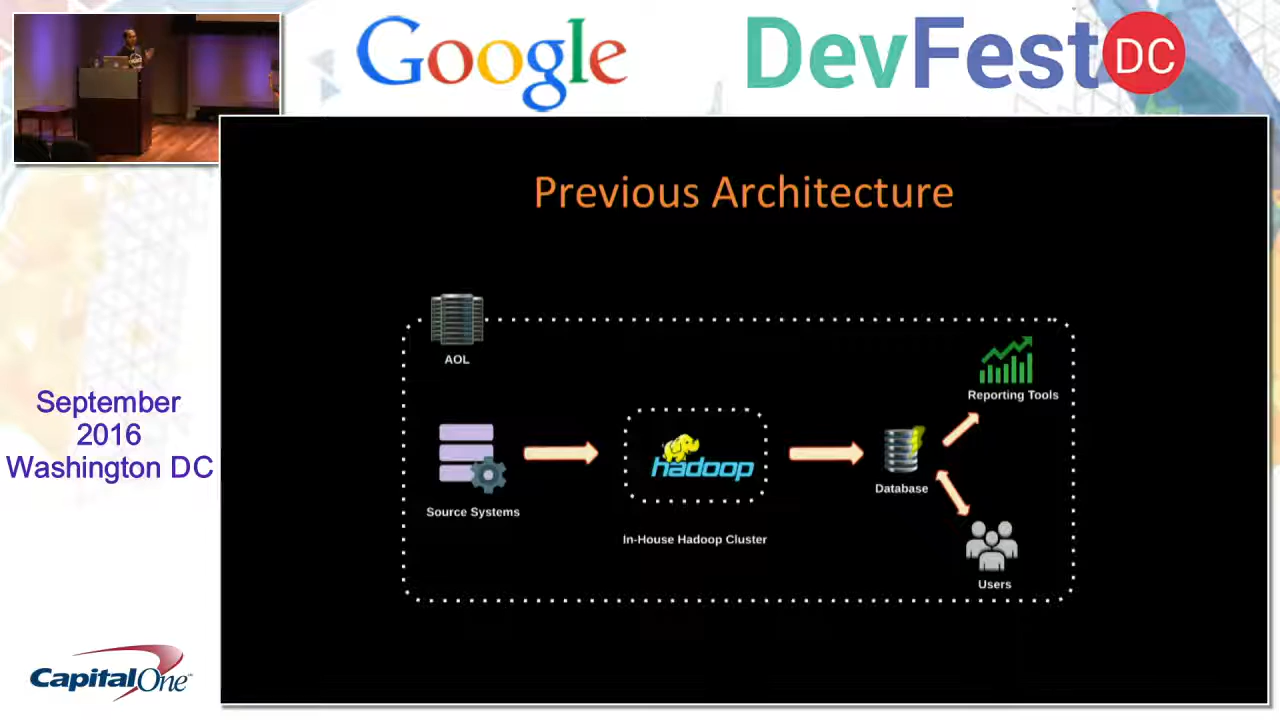 Google
DevFest DC
Previous Architecture
AOL
Reporting Tools
September
2016
Washington DC
hadoop
Database
Source Systems
In-House Hadoop Cluster
Users
CapitalOne